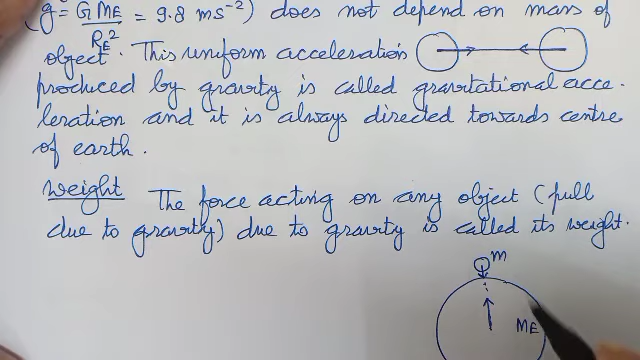 (g = G ME / RE² = 9.8 ms⁻²) does not depend on mass of
object. This uniform acceleration
produced by gravity is called gravitational acce-
leration and it is always directed towards centre
of earth.
Weight The force acting on any object (pull
due to gravity) due to gravity is called its weight.
m
ME